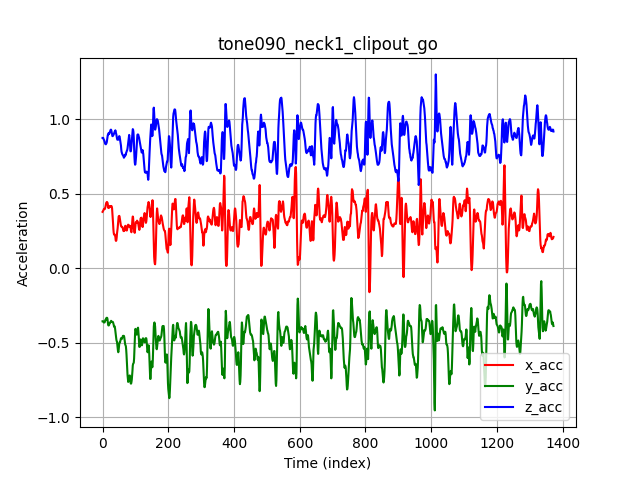 tone090_neck1_clipout_go
Acceleration
1.0
0.5
0.0
−0.5
−1.0
x_acc
y_acc
z_acc
0 200 400 600 800 1000 1200 1400
Time (index)